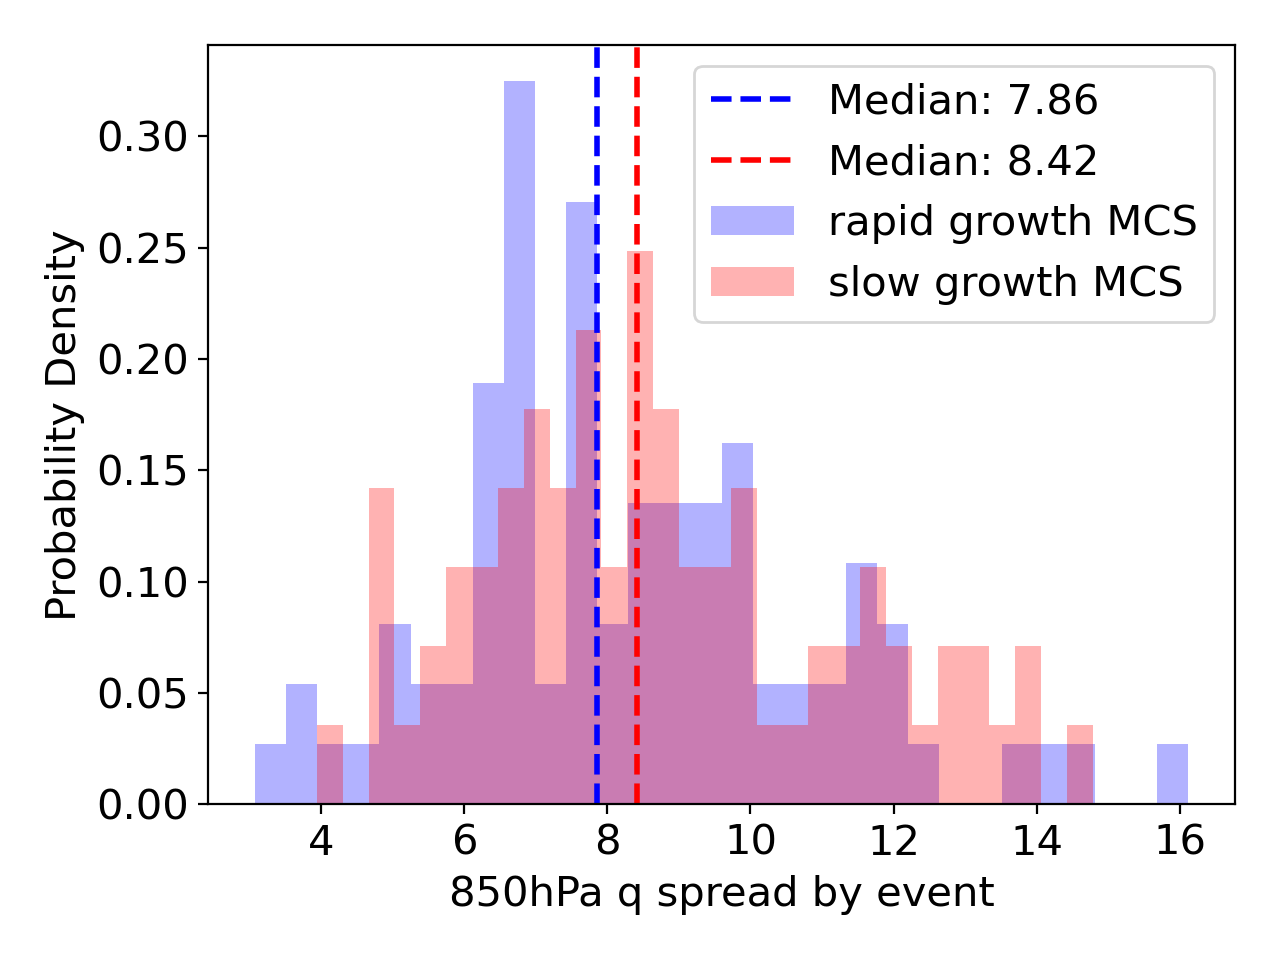 Median: 7.86
Median: 8.42
rapid growth MCS
slow growth MCS
Probability Density
0.30
0.25
0.20
0.15
0.10
0.05
0.00
4 6 8 10 12 14 16
850hPa q spread by event